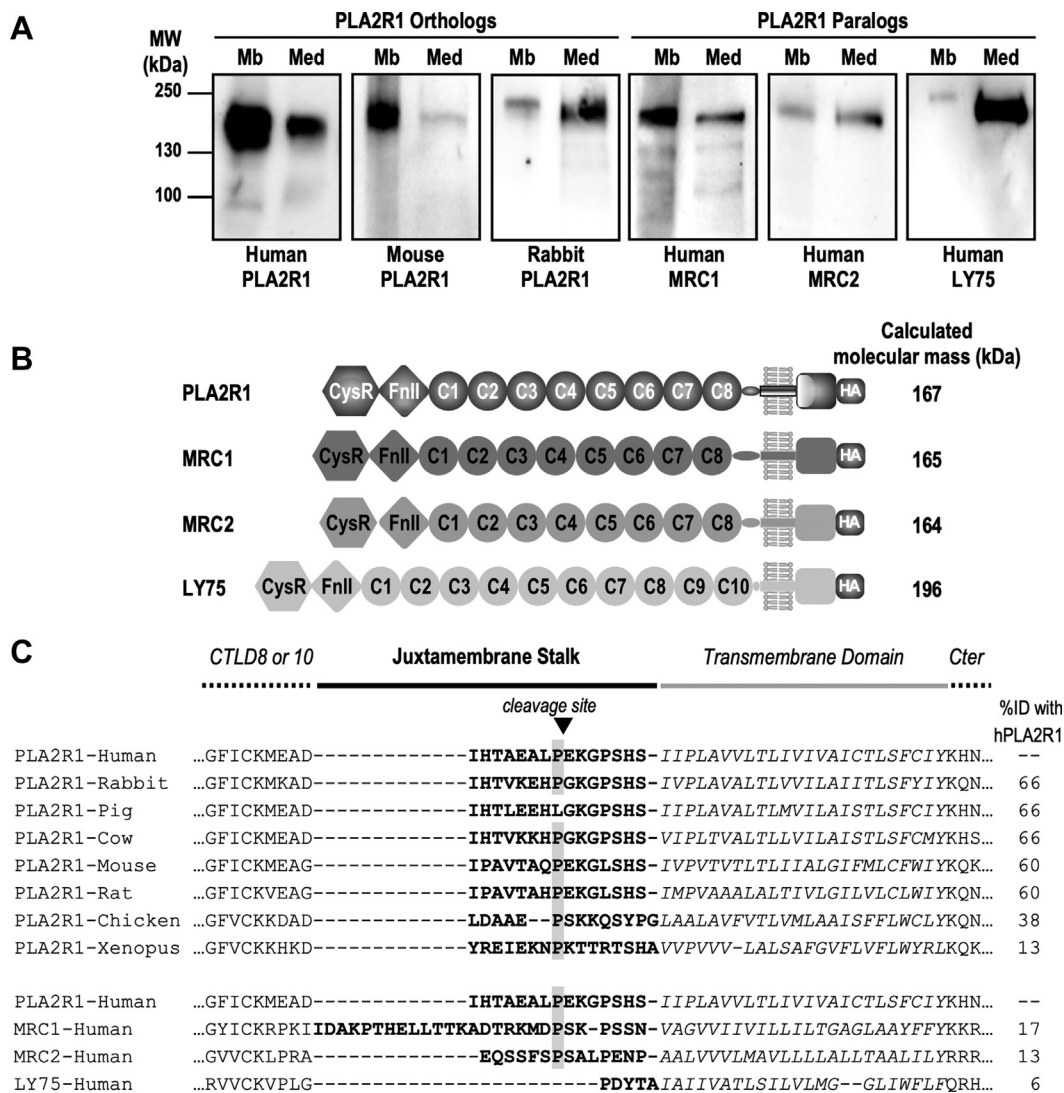 A
PLA2R1 Orthologs PLA2R1 Paralogs
MW (kDa)
Mb Med Mb Med Mb Med Mb Med Mb Med Mb Med
250
130
100
Human PLA2R1
Mouse PLA2R1
Rabbit PLA2R1
Human MRC1
Human MRC2
Human LY75
B
Calculated molecular mass (kDa)
PLA2R1 CysR FnII C1 C2 C3 C4 C5 C6 C7 C8 HA 167
MRC1 CysR FnII C1 C2 C3 C4 C5 C6 C7 C8 HA 165
MRC2 CysR FnII C1 C2 C3 C4 C5 C6 C7 C8 HA 164
LY75 CysR FnII C1 C2 C3 C4 C5 C6 C7 C8 C9 C10 HA 196
C
CTLD8 or 10 Juxtamembrane Stalk Transmembrane Domain Cter
cleavage site
%ID with hPLA2R1
PLA2R1-Human …GFICKMEAD--------------IHTAEALPEKGPSHS-IIPLAVVLTLIVIVAICTLSFCIYKHN… --
PLA2R1-Rabbit …GFICKMKAD--------------IHTVKEHPGKGPSHS-IVPLAVALTLVVILAIITLSFYIYKQN… 66
PLA2R1-Pig …GFICKMEAD--------------IHTLEEHLGKGPSHS-IIPLAVALTLMVILAISTLSFCIYKQN… 66
PLA2R1-Cow …GFICKMEAD--------------IHTVKKHPGKGPSHS-VIPLTVALTLLVILAISTLSFCMYKHS… 66
PLA2R1-Mouse …GFICKMEAG--------------IPAVTAQPEKGLSHS-IVPVTVTLTLIIALGIFMLCFWIYKQK… 60
PLA2R1-Rat …GFICKVEAG--------------IPAVTAHPEKGLSHS-IMPVAAALALTIVLGILVLCLWIYKQK… 60
PLA2R1-Chicken …GFVCKKDAD--------------LDAAE--PSKKQSYPGLAALAVFVTLVMLAAISFFLWCLYKQK… 38
PLA2R1-Xenopus …GFVCKKHKD--------------YREIEKNPKTTRTSHAVVPVVV-LALSAFGVFLVFLWYRLKQK… 13
PLA2R1-Human …GFICKMEAD--------------IHTAEALPEKGPSHS-IIPLAVVLTLIVIVAICTLSFCIYKHN… --
MRC1-Human …GYICKRPKIIDAKPTHELLTTKADTRKMDPSK-PSSN-VAGVVIIVILLILTGAGLAAYFFYKKR… 17
MRC2-Human …GVVCKLPRA---------------EQSSFSPSALPENP-AALVVVLMAVLLLLALLTAALILYRRR… 13
LY75-Human …RVVCKVPLG--------------------------PDYTAIAIIVATLSILVLMG--GLIWFLFQRH… 6